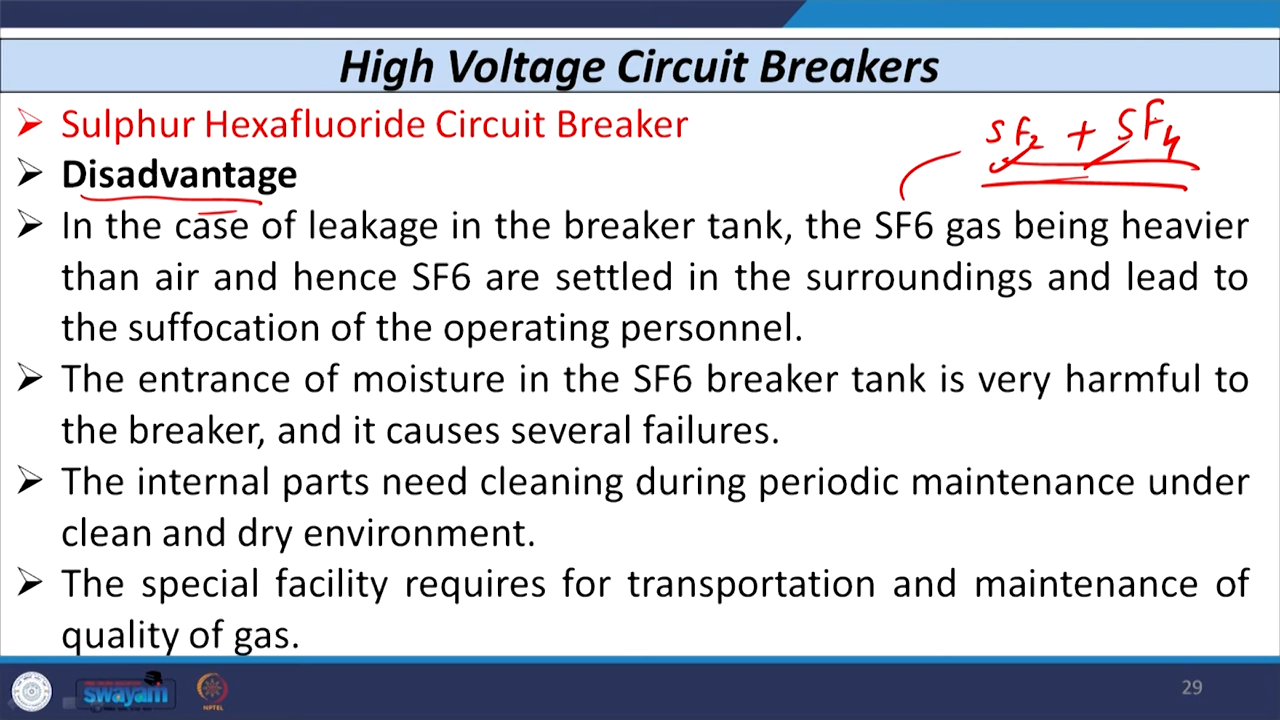 High Voltage Circuit Breakers
➢ Sulphur Hexafluoride Circuit Breaker
SF2 + SF4
➢ Disadvantage
➢ In the case of leakage in the breaker tank, the SF6 gas being heavier
than air and hence SF6 are settled in the surroundings and lead to
the suffocation of the operating personnel.
➢ The entrance of moisture in the SF6 breaker tank is very harmful to
the breaker, and it causes several failures.
➢ The internal parts need cleaning during periodic maintenance under
clean and dry environment.
➢ The special facility requires for transportation and maintenance of
quality of gas.
swayam
NPTEL
29